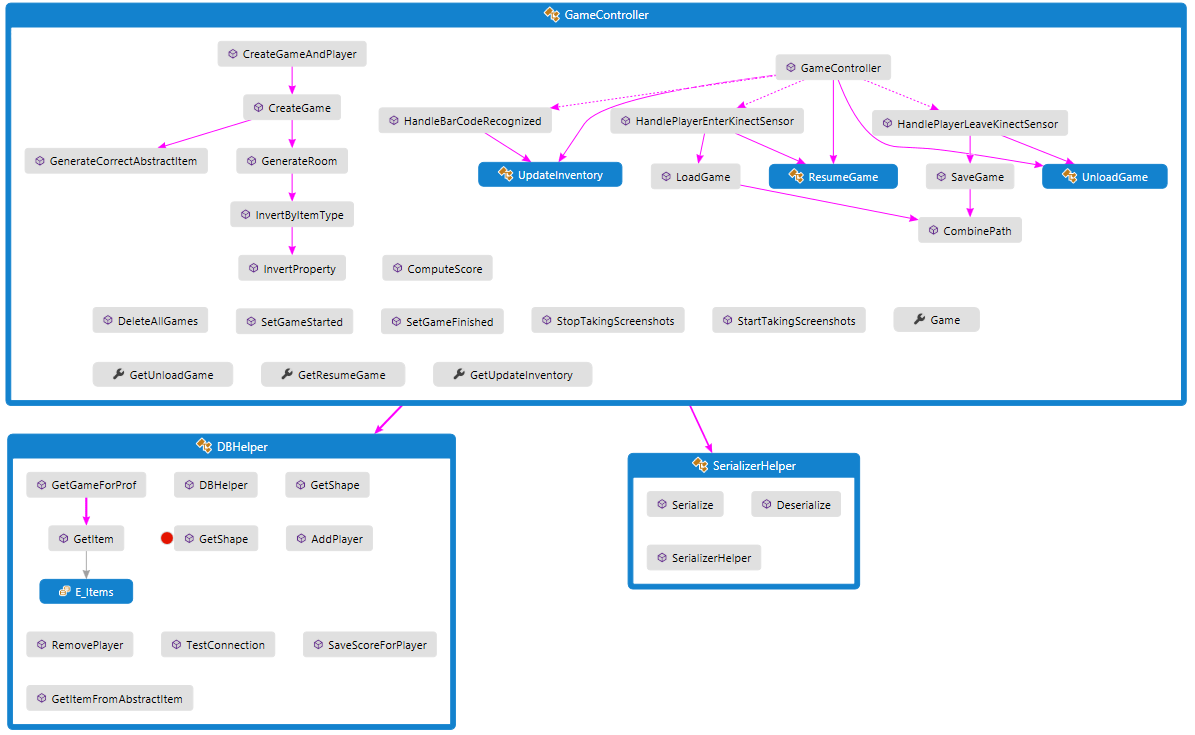 GameController
CreateGameAndPlayer
GameController
CreateGame
HandleBarCodeRecognized
HandlePlayerEnterKinectSensor
HandlePlayerLeaveKinectSensor
GenerateCorrectAbstractItem
GenerateRoom
UpdateInventory
LoadGame
ResumeGame
SaveGame
UnloadGame
InvertByItemType
CombinePath
InvertProperty
ComputeScore
DeleteAllGames
SetGameStarted
SetGameFinished
StopTakingScreenshots
StartTakingScreenshots
Game
GetUnloadGame
GetResumeGame
GetUpdateInventory
DBHelper
GetGameForProf
DBHelper
GetShape
GetItem
GetShape
AddPlayer
E_Items
RemovePlayer
TestConnection
SaveScoreForPlayer
GetItemFromAbstractItem
SerializerHelper
Serialize
Deserialize
SerializerHelper